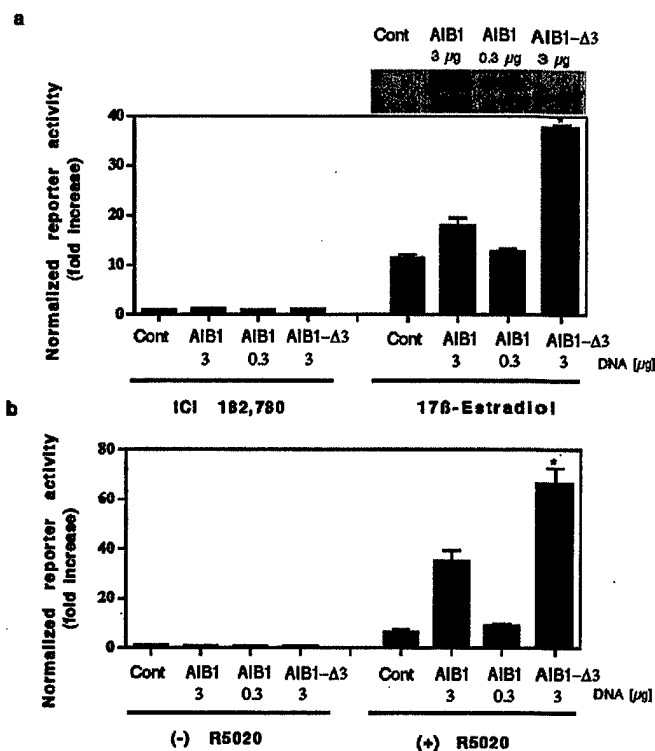 a
Cont AIB1 AIB1 AIB1-Δ3
3 µg 0.3 µg 3 µg
Normalized reporter activity
(fold increase)
40
30
20
10
0
*
Cont AIB1 AIB1 AIB1-Δ3 Cont AIB1 AIB1 AIB1-Δ3
3 0.3 3 3 0.3 3 DNA [µg]
ICI 182,780 17ß-Estradiol
b
Normalized reporter activity
(fold increase)
80
60
40
20
0
*
Cont AIB1 AIB1 AIB1-Δ3 Cont AIB1 AIB1 AIB1-Δ3
3 0.3 3 3 0.3 3 DNA [µg]
(-) R5020 (+) R5020